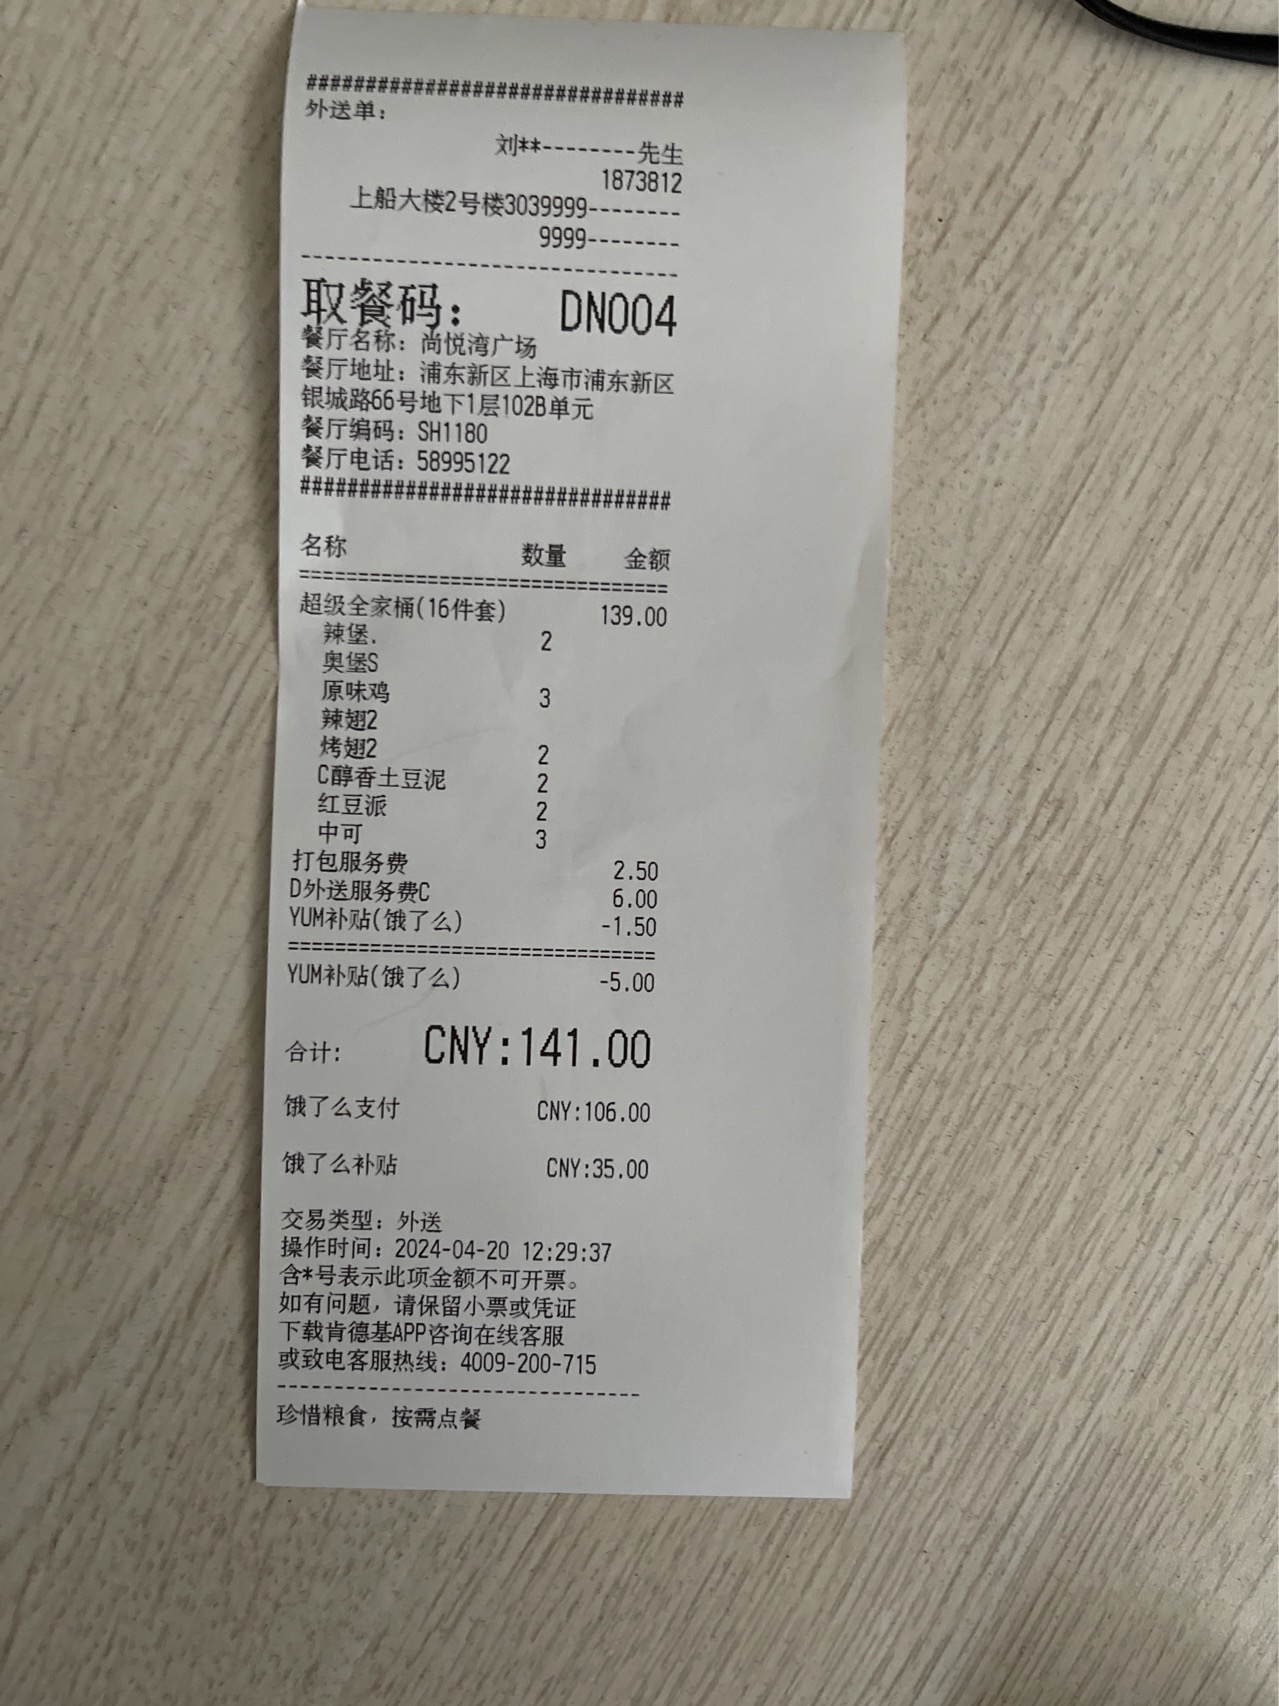 ################################
外送单：
刘**--------先生
1873812
上船大楼2号楼3039999--------
9999--------
--------------------------------
取餐码： DN004
餐厅名称：尚悦湾广场
餐厅地址：浦东新区上海市浦东新区
银城路66号地下1层102B单元
餐厅编码：SH1180
餐厅电话：58995122
################################
名称 数量 金额
================================
超级全家桶(16件套) 139.00
辣堡. 2
奥堡S
原味鸡 3
辣翅2
烤翅2 2
C醇香土豆泥 2
红豆派 2
中可 3
打包服务费 2.50
D外送服务费C 6.00
YUM补贴(饿了么) -1.50
================================
YUM补贴(饿了么) -5.00
合计: CNY:141.00
饿了么支付 CNY:106.00
饿了么补贴 CNY:35.00
交易类型：外送
操作时间：2024-04-20 12:29:37
含*号表示此项金额不可开票。
如有问题，请保留小票或凭证
下载肯德基APP咨询在线客服
或致电客服热线：4009-200-715
--------------------------------
珍惜粮食，按需点餐